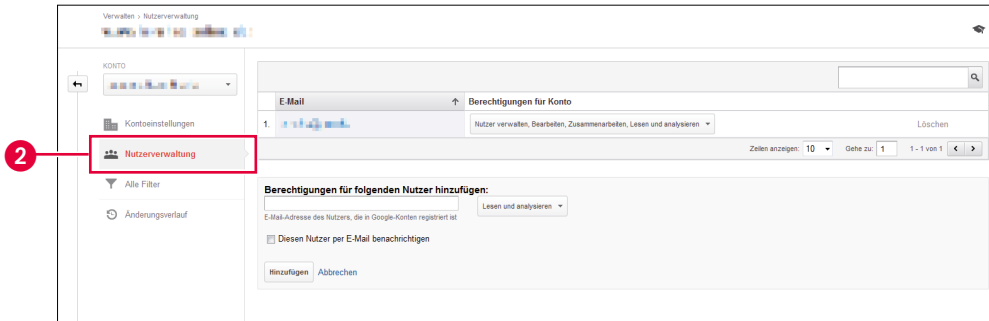 Verwalten > Nutzerverwaltung
KONTO
Kontoeinstellungen
2
Nutzerverwaltung
Alle Filter
Änderungsverlauf
E-Mail Berechtigungen für Konto
1. Nutzer verwalten, Bearbeiten, Zusammenarbeiten, Lesen und analysieren Löschen
Zeilen anzeigen: 10 Gehe zu: 1 1 - 1 von 1
Berechtigungen für folgenden Nutzer hinzufügen:
Lesen und analysieren
E-Mail-Adresse des Nutzers, die in Google-Konten registriert ist
Diesen Nutzer per E-Mail benachrichtigen
Hinzufügen Abbrechen